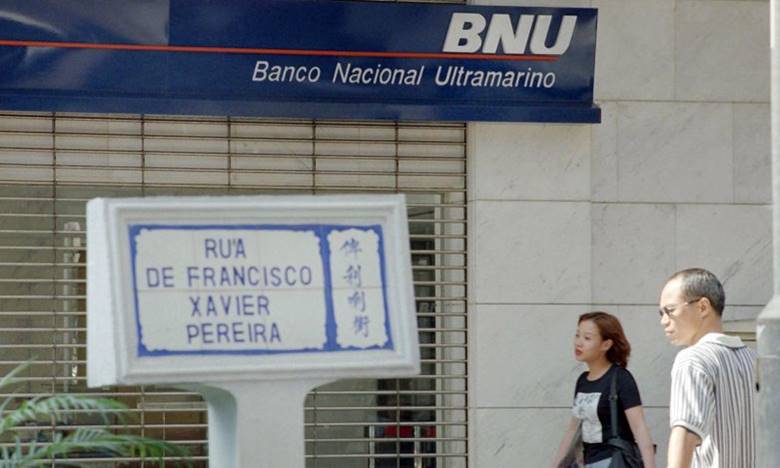 BNU
Banco Nacional Ultramarino
RUA
DE FRANCISCO
XAVIER
PEREIRA
俾利喇街